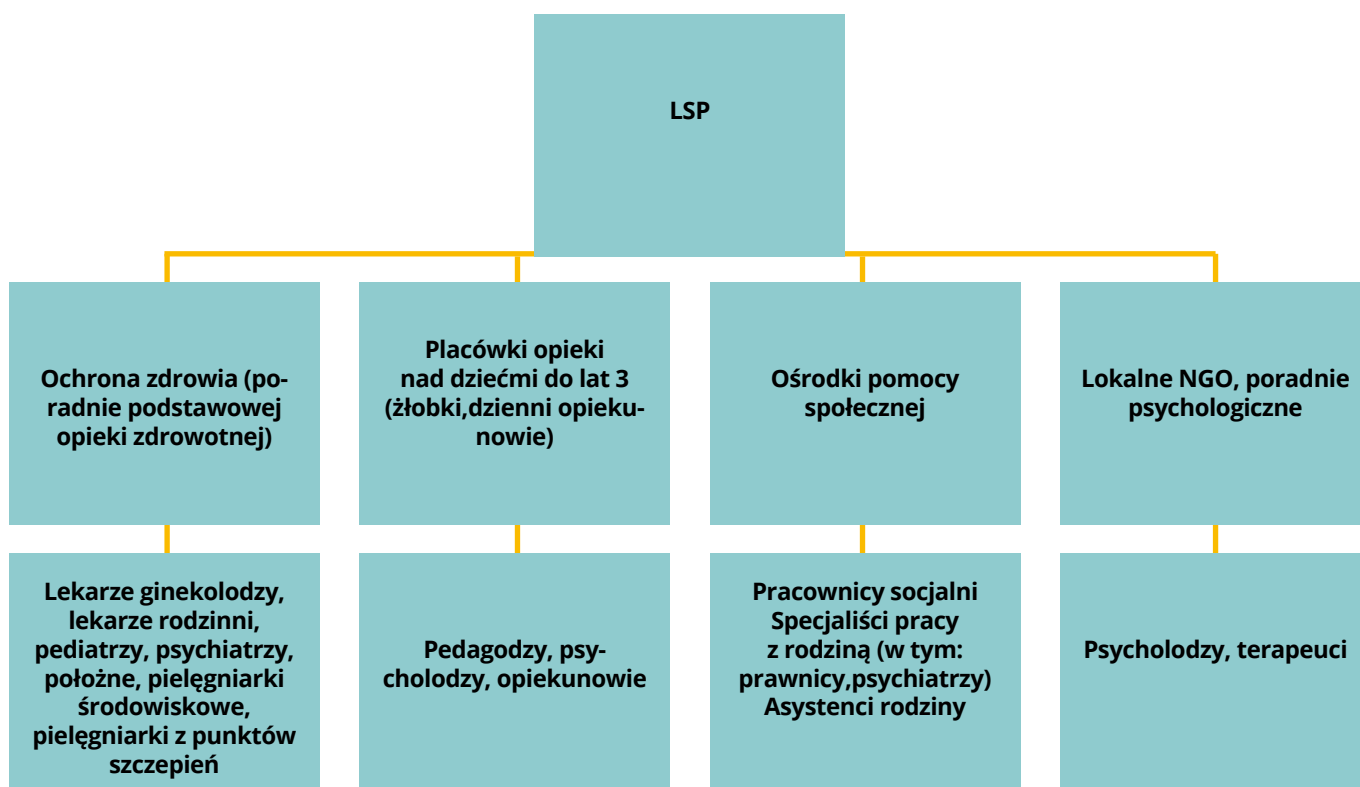 LSP
Ochrona zdrowia (po-
radnie podstawowej
opieki zdrowotnej)
Placówki opieki
nad dziećmi do lat 3
(żłobki,dzienni opieku-
nowie)
Ośrodki pomocy
społecznej
Lokalne NGO, poradnie
psychologiczne
Lekarze ginekolodzy,
lekarze rodzinni,
pediatrzy, psychiatrzy,
położne, pielęgniarki
środowiskowe,
pielęgniarki z punktów
szczepień
Pedagodzy, psy-
cholodzy, opiekunowie
Pracownicy socjalni
Specjaliści pracy
z rodziną (w tym:
prawnicy,psychiatrzy)
Asystenci rodziny
Psycholodzy, terapeuci